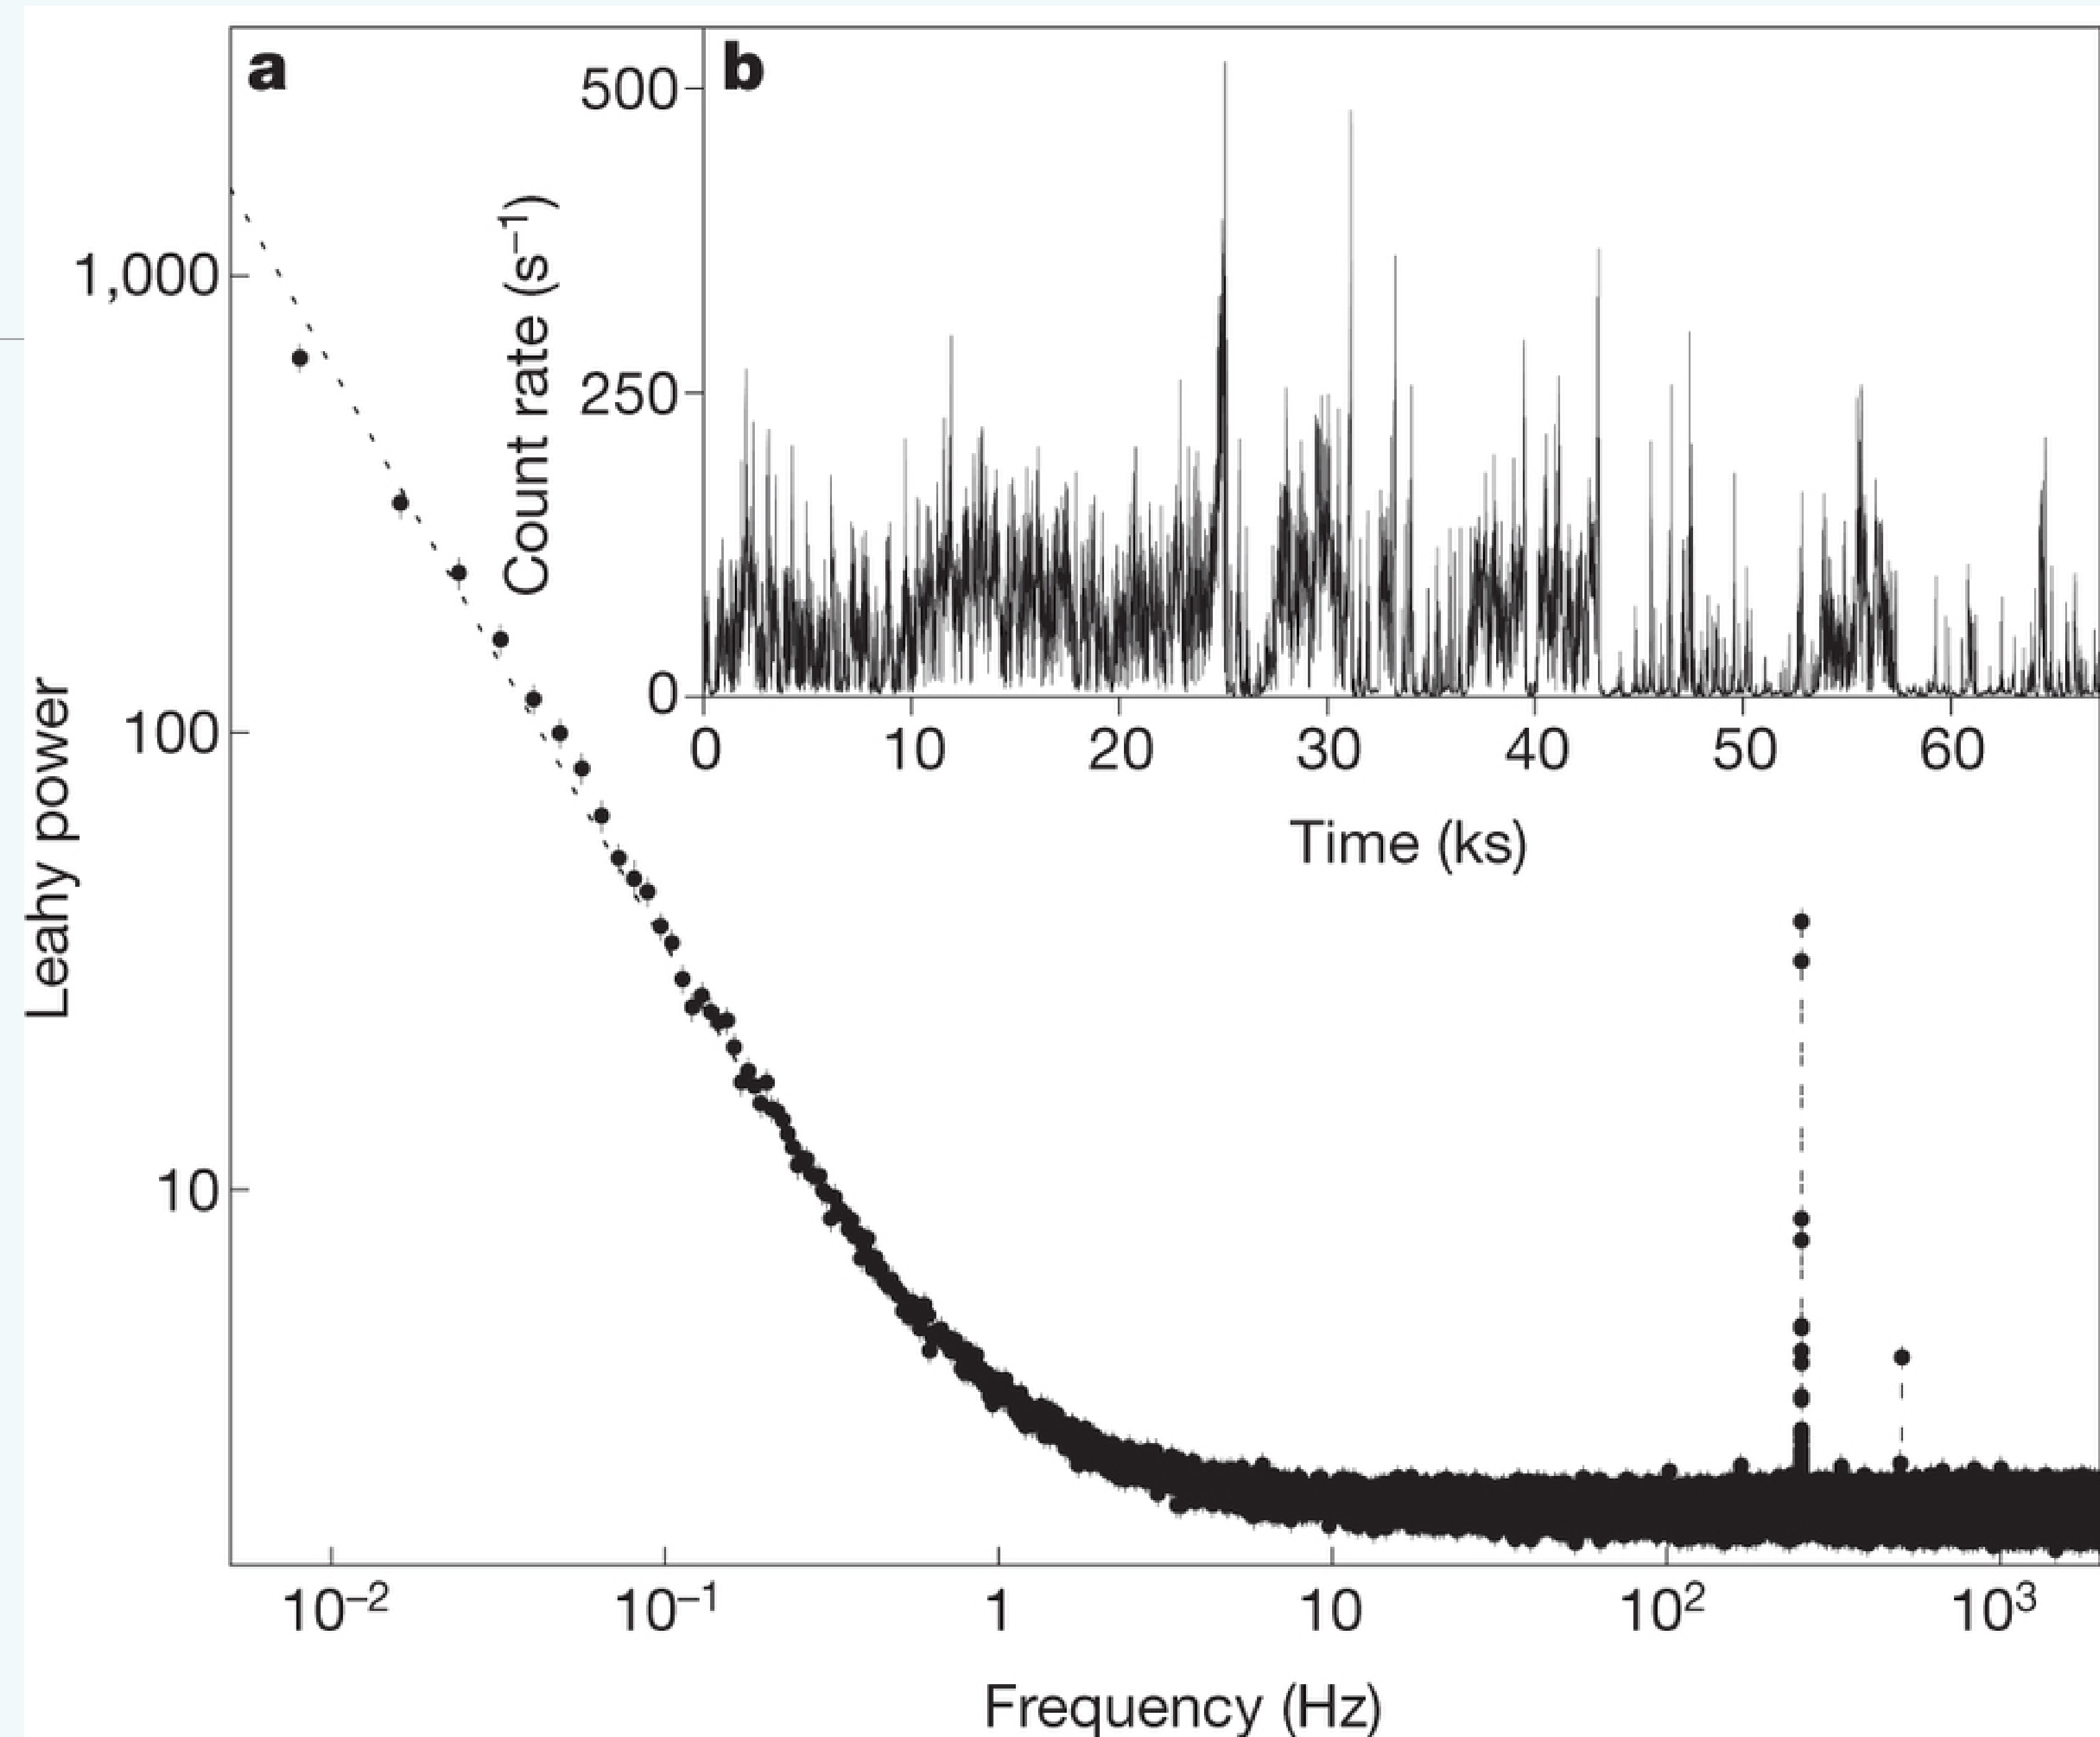 a
b
500
250
0
Count rate (s⁻¹)
0 10 20 30 40 50 60
Time (ks)
1,000
100
10
Leahy power
10⁻² 10⁻¹ 1 10 10² 10³
Frequency (Hz)